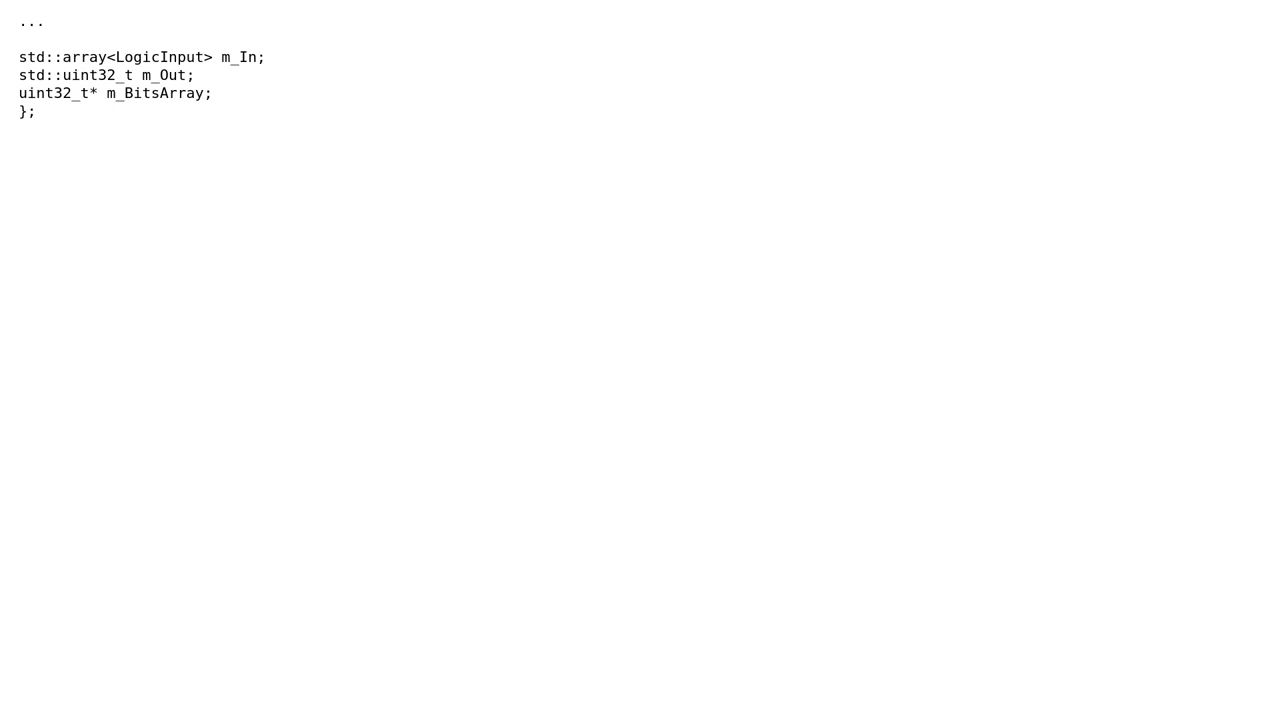 ...
std::array<LogicInput> m_In;
std::uint32_t m_Out;
uint32_t* m_BitsArray;
};